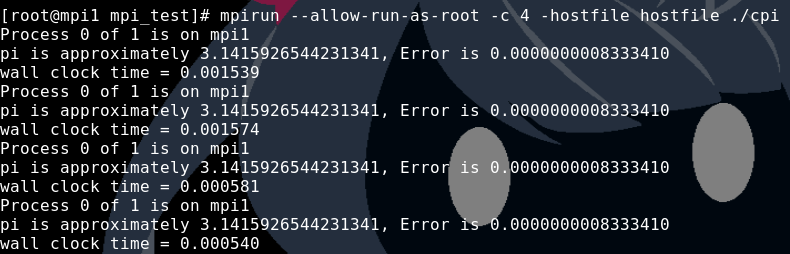 [root@mpi1 mpi_test]# mpirun --allow-run-as-root -c 4 -hostfile hostfile ./cpi
Process 0 of 1 is on mpi1
pi is approximately 3.1415926544231341, Error is 0.0000000008333410
wall clock time = 0.001539
Process 0 of 1 is on mpi1
pi is approximately 3.1415926544231341, Error is 0.0000000008333410
wall clock time = 0.001574
Process 0 of 1 is on mpi1
pi is approximately 3.1415926544231341, Error is 0.0000000008333410
wall clock time = 0.000581
Process 0 of 1 is on mpi1
pi is approximately 3.1415926544231341, Error is 0.0000000008333410
wall clock time = 0.000540